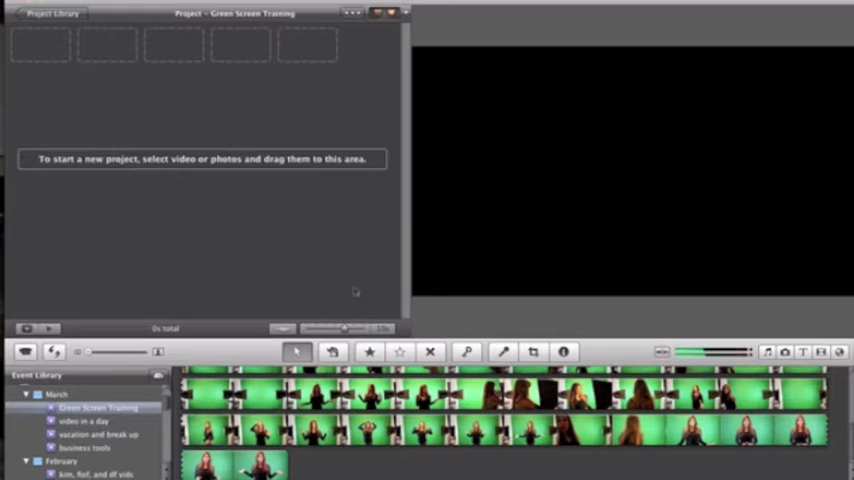 Project Library
Project - Green Screen Training
To start a new project, select video or photos and drag them to this area.
0s total
10s
Event Library
March
Green Screen Training
video in a day
vacation and break up
business tools
February
kim, flof, and df vids